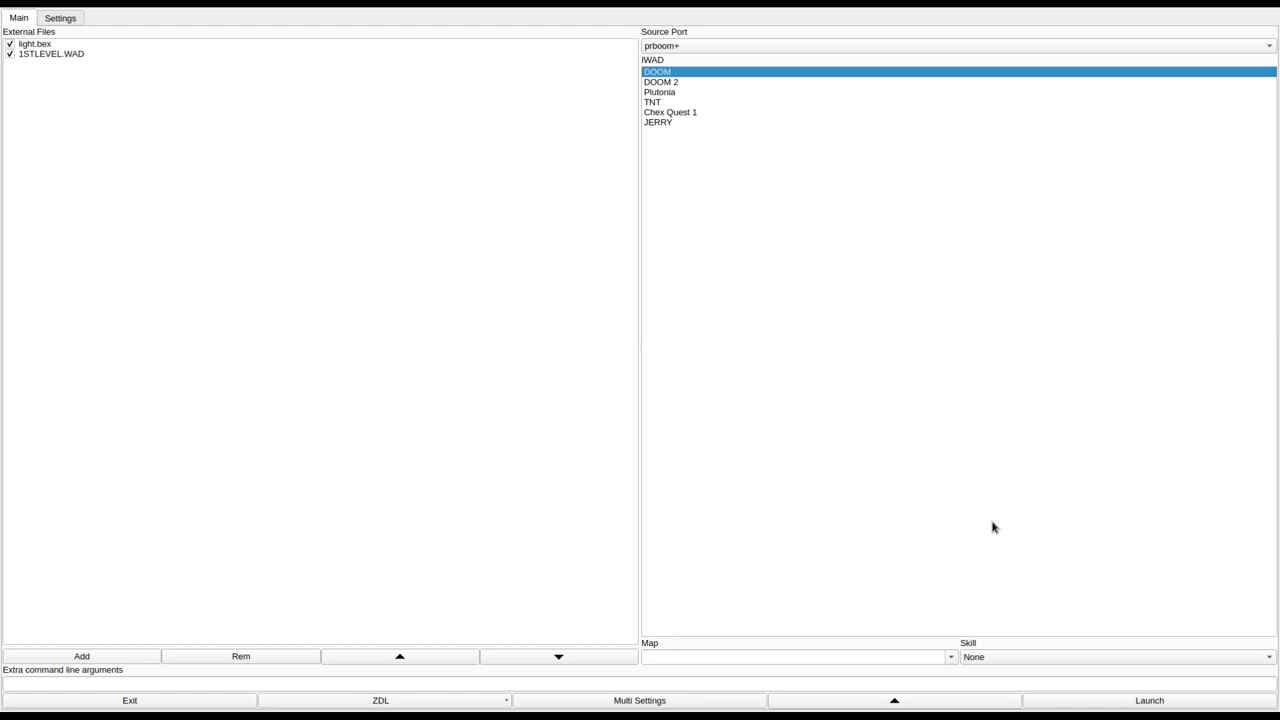 Main
Settings
External Files
light.bex
1STLEVEL.WAD
Source Port
prboom+
IWAD
DOOM
DOOM 2
Plutonia
TNT
Chex Quest 1
JERRY
Map
Skill
None
Add
Rem
Extra command line arguments
Exit
ZDL
Multi Settings
Launch